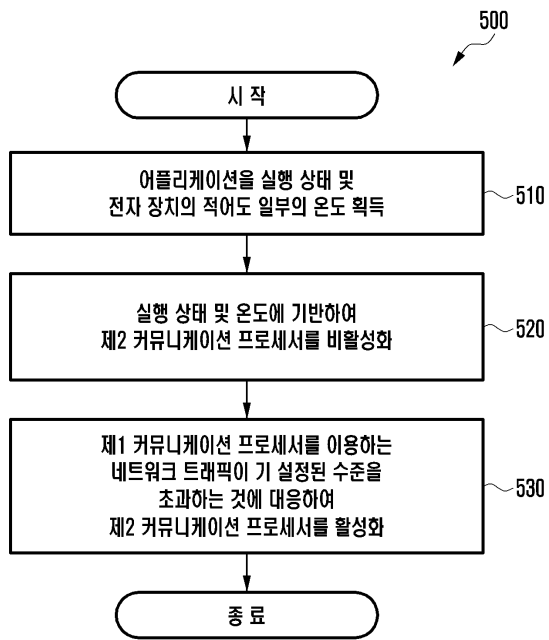 500
시 작
어플리케이션을 실행 상태 및
전자 장치의 적어도 일부의 온도 획득
510
실행 상태 및 온도에 기반하여
제2 커뮤니케이션 프로세서를 비활성화
520
제1 커뮤니케이션 프로세서를 이용하는
네트워크 트래픽이 기 설정된 수준을
초과하는 것에 대응하여
제2 커뮤니케이션 프로세서를 활성화
530
종 료